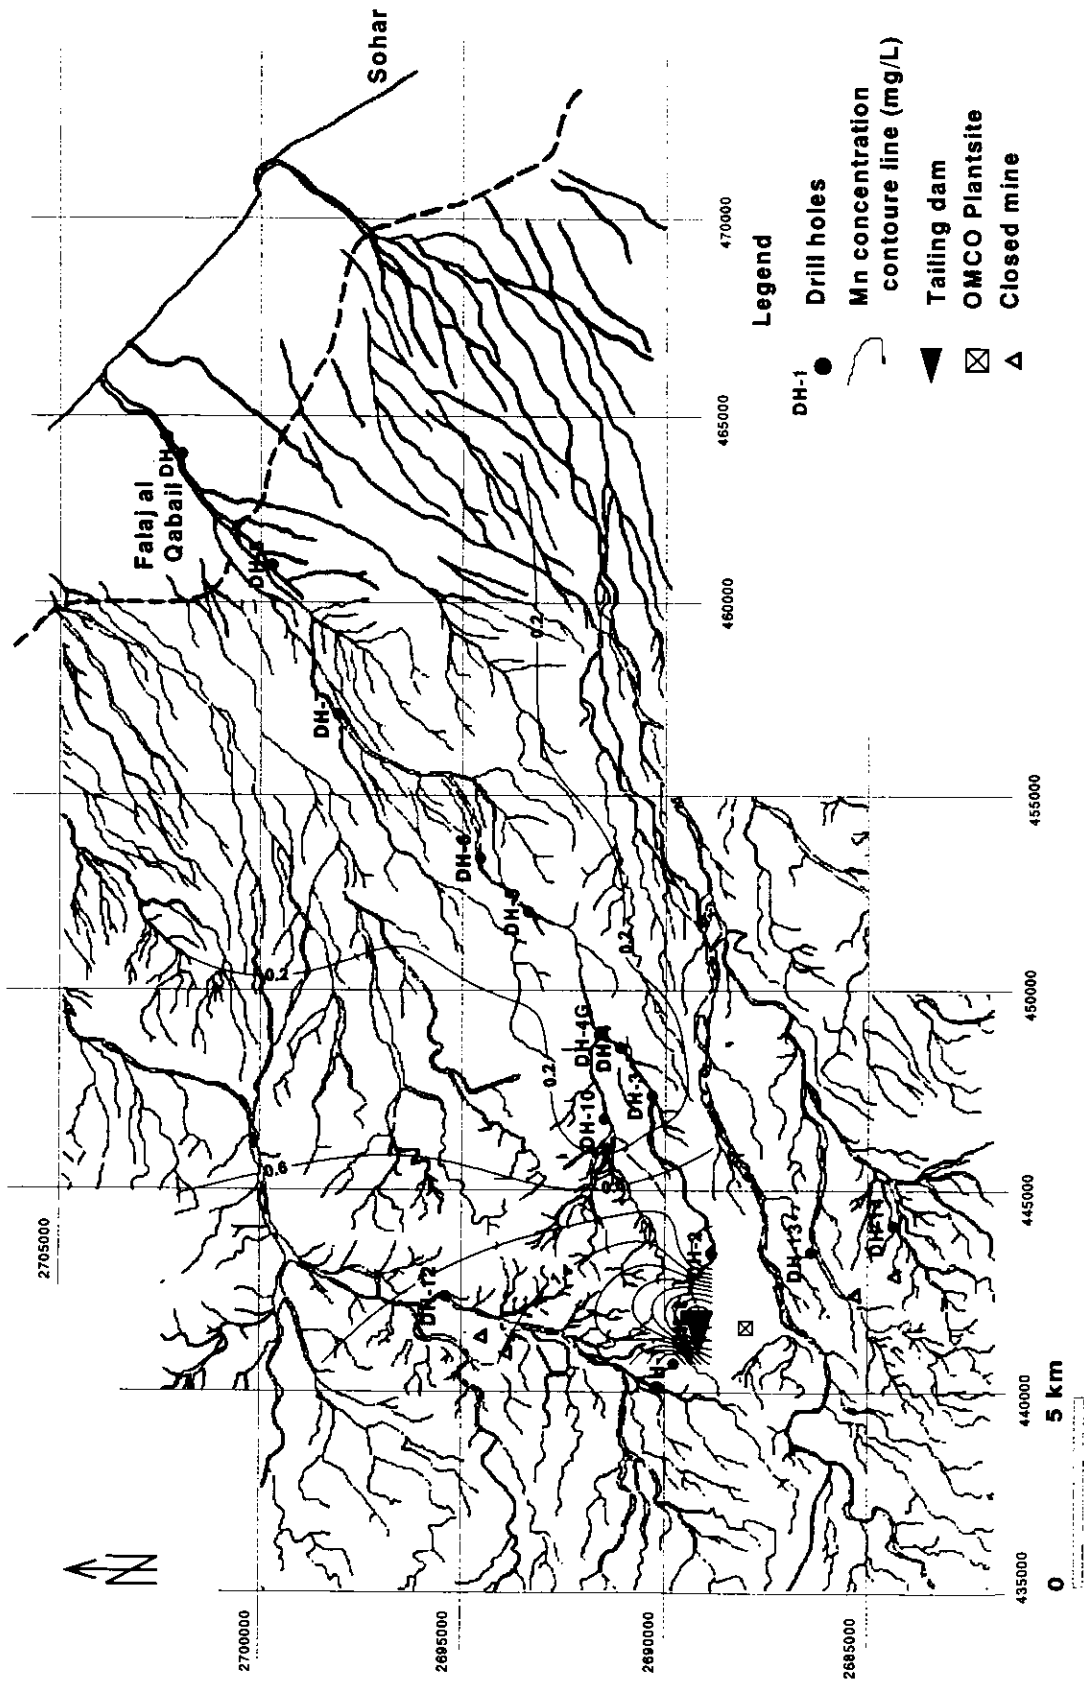 N
Sohar
Falaj al
Qabail
DH
DH-7
DH-6
DH-4G
DH-10
DH-3
DH-2
DH-12
DH-13
0.2
0.2
0.2
0.2
0.6
2705000
2700000
2695000
2690000
2685000
435000
440000
445000
450000
455000
460000
465000
470000
0 5 km
Legend
DH-1 Drill holes
Mn concentration
contoure line (mg/L)
Tailing dam
OMCO Plantsite
Closed mine